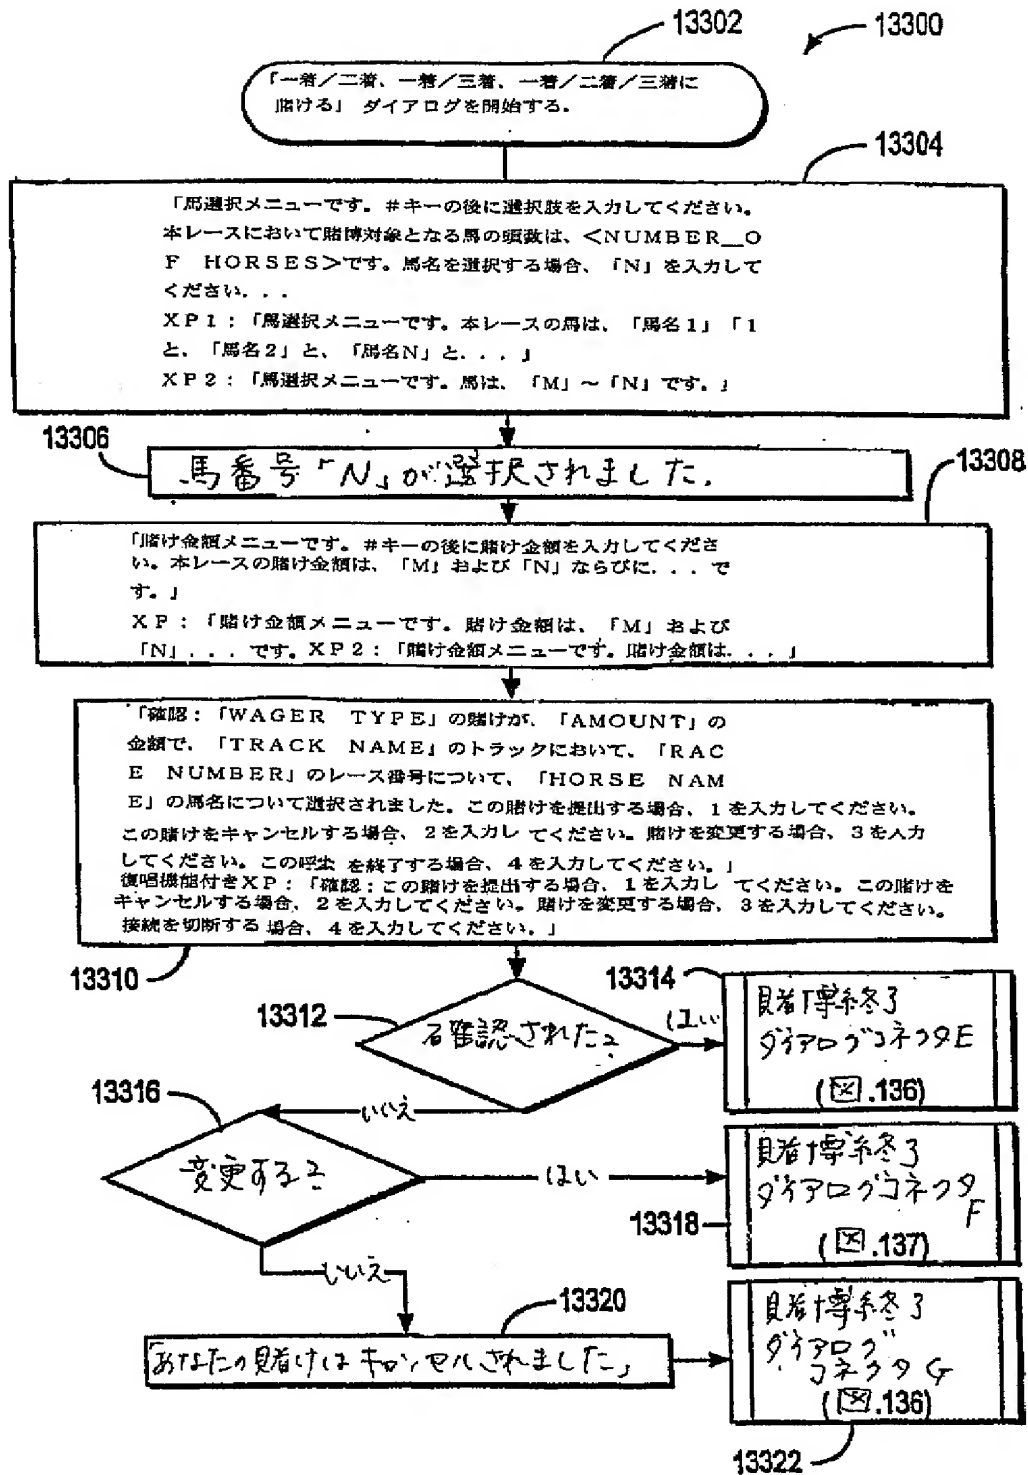 13302
13300
「一着/二着、一着/三着、一着/二着/三着に
賭ける」 ダイアログを開始する.
13304
「馬選択メニューです。#キーの後に選択肢を入力してください。
本レースにおいて賭博対象となる馬の頭数は、<NUMBER_O
F HORSES>です。馬名を選択する場合、「N」を入力して
ください...
XP1:「馬選択メニューです。本レースの馬は、「馬名1」「1
と、「馬名2」と、「馬名N」と...」
XP2:「馬選択メニューです。馬は、「M」~「N」です。」
13306
馬番号「N」が選択されました.
13308
「賭け金額メニューです。#キーの後に賭け金額を入力してくださ
い。本レースの賭け金額は、「M」および「N」ならびに...で
す。」
XP:「賭け金額メニューです。賭け金額は、「M」および
「N」...です。XP2:「賭け金額メニューです。賭け金額は...」
「確認:「WAGER TYPE」の賭けが、「AMOUNT」の
金額で、「TRACK NAME」のトラックにおいて、「RAC
E NUMBER」のレース番号について、「HORSE NAM
E」の馬名について選択されました。この賭けを提出する場合、1を入力してください。
この賭けをキャンセルする場合、2を入力し てください。賭けを変更する場合、3を入力
してください。この呼出 を終了する場合、4を入力してください。」
復唱機能付きXP:「確認:この賭けを提出する場合、1を入力し てください。この賭けを
キャンセルする場合、2を入力してください。賭けを変更する場合、3を入力してください。
接続を切断する 場合、4を入力してください。」
13310
13312
確認された?
はい
13314
賭博終了
ダイアログコネクタE
(図.136)
いいえ
13316
変更する?
はい
13318
賭博終了
ダイアログコネクタ
F
(図.137)
いいえ
13320
「あなたの賭けはキャンセルされました」
賭博終了
ダイアログ
コネクタG
(図.136)
13322